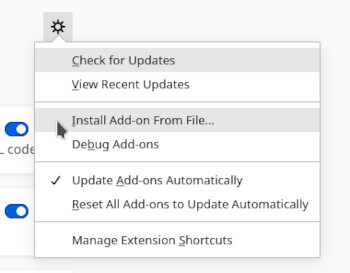 Check for Updates
View Recent Updates
Install Add-on From File...
L code
Debug Add-ons
Update Add-ons Automatically
Reset All Add-ons to Update Automatically
Manage Extension Shortcuts